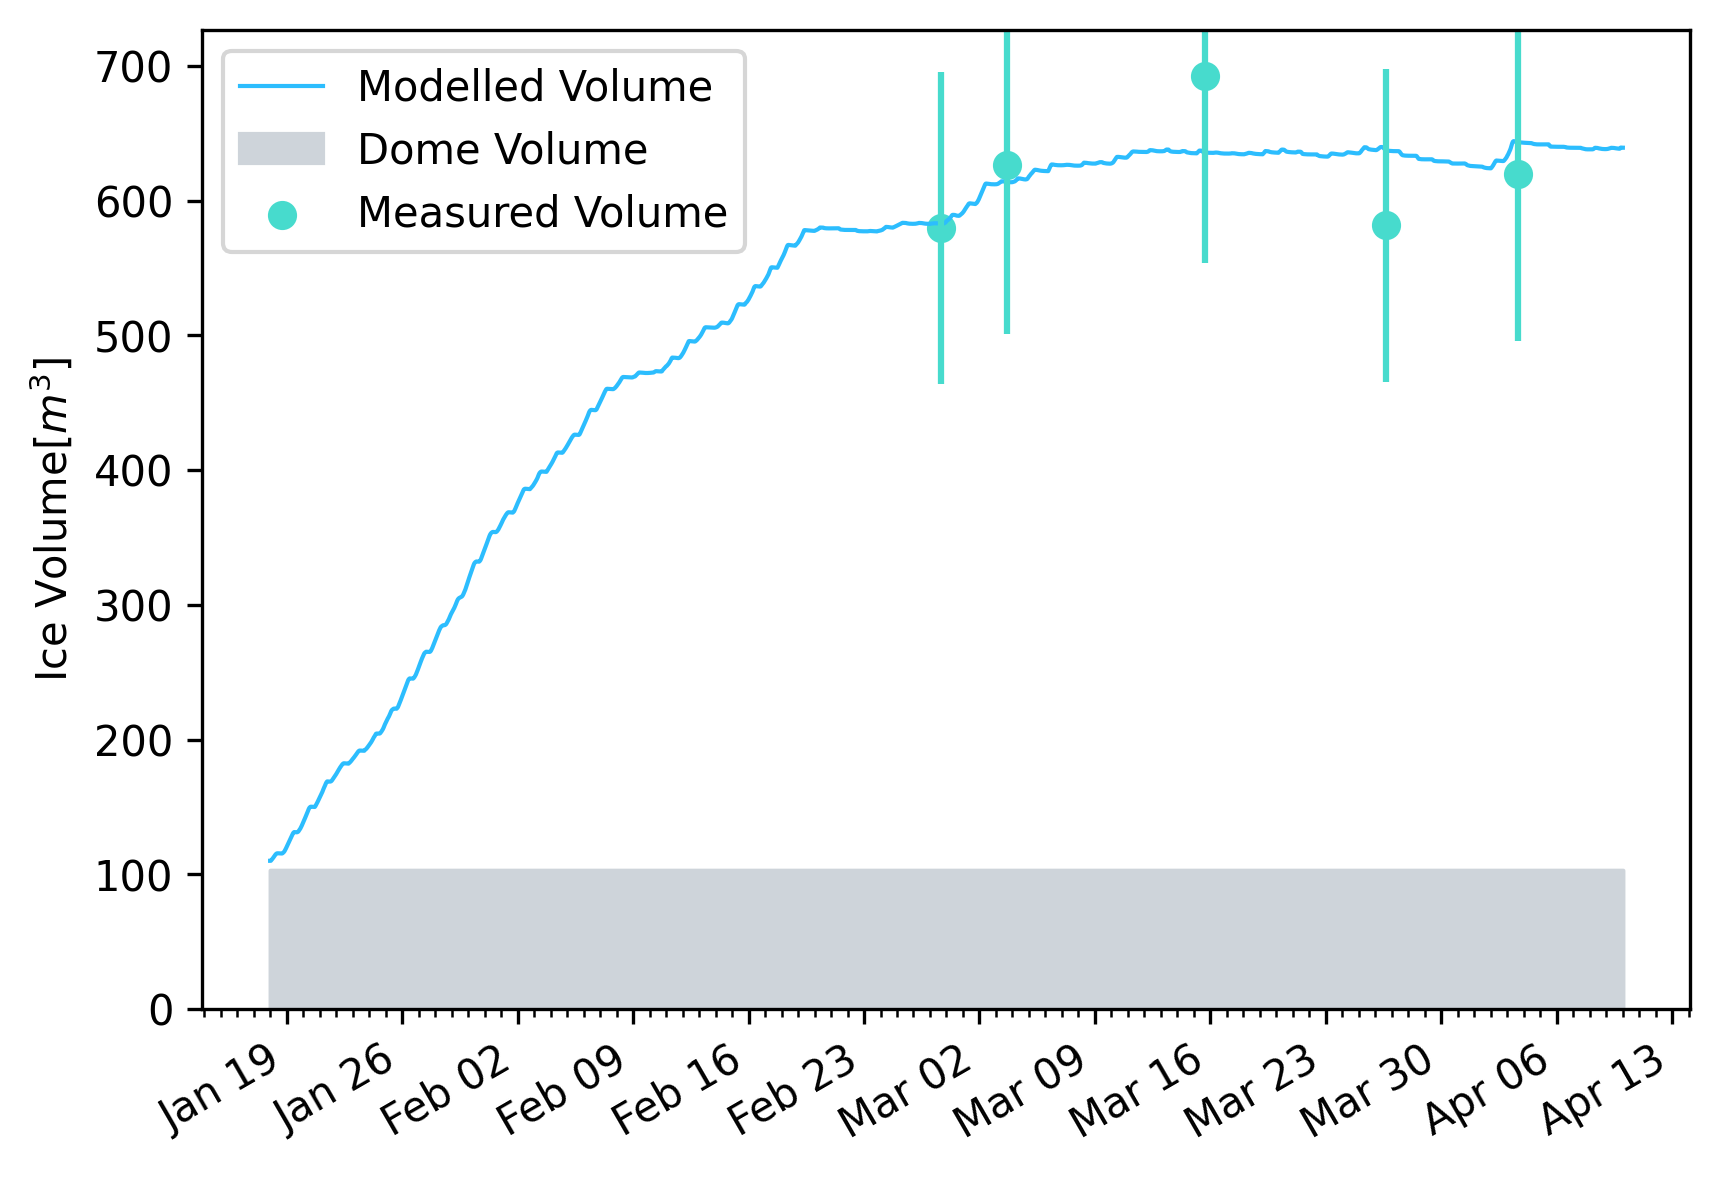 700
600
500
400
300
200
100
0
Ice Volume[m³]
Modelled Volume
Dome Volume
Measured Volume
Jan 19
Jan 26
Feb 02
Feb 09
Feb 16
Feb 23
Mar 02
Mar 09
Mar 16
Mar 23
Mar 30
Apr 06
Apr 13